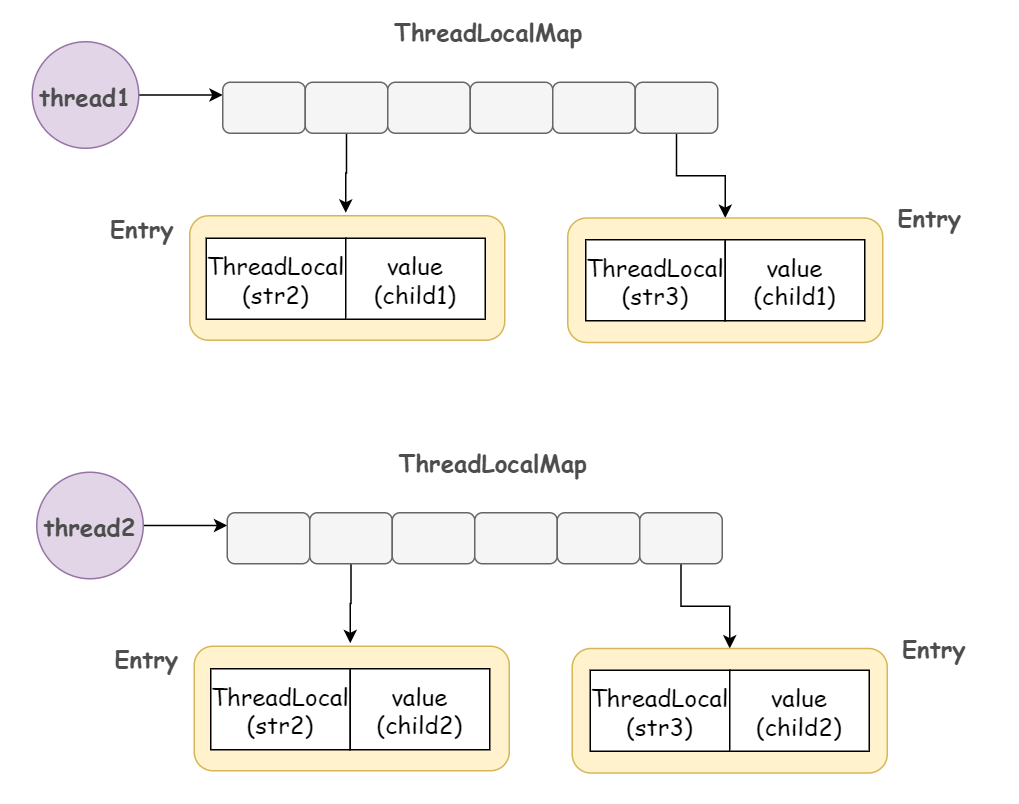 ThreadLocalMap
thread1
Entry
Entry
ThreadLocal
(str2)
value
(child1)
ThreadLocal
(str3)
value
(child1)
ThreadLocalMap
thread2
Entry
Entry
ThreadLocal
(str2)
value
(child2)
ThreadLocal
(str3)
value
(child2)